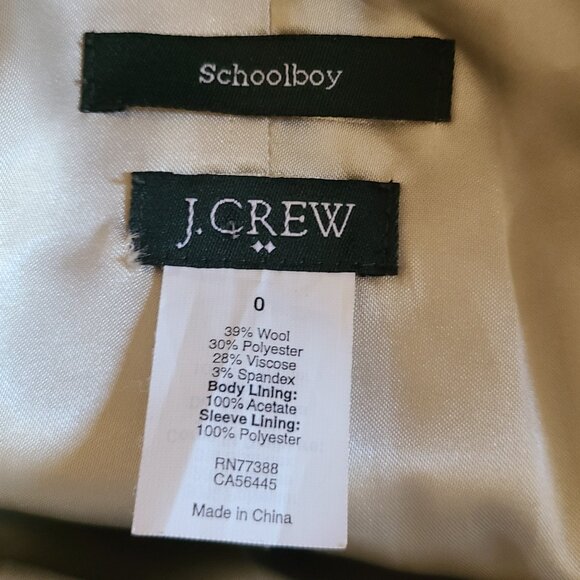 Schoolboy
J.CREW
0
39% Wool
30% Polyester
28% Viscose
3% Spandex
Body Lining:
100% Acetate
Sleeve Lining:
100% Polyester
RN77388
CA56445
Made in China